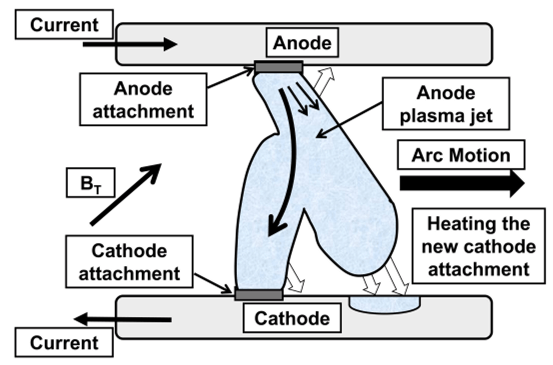 Current
Anode
Anode
attachment
Anode
plasma jet
Arc Motion
B_T
Cathode
attachment
Heating the
new cathode
attachment
Cathode
Current